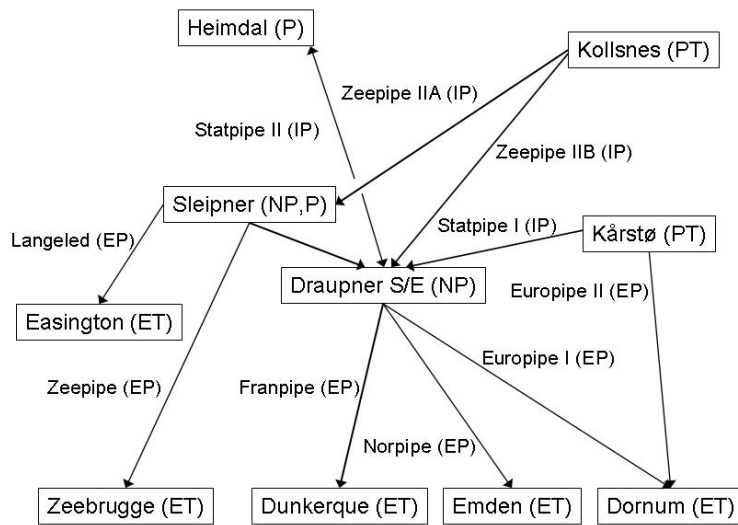 Heimdal (P)
Kollsnes (PT)
Zeepipe IIA (IP)
Statpipe II (IP)
Zeepipe IIB (IP)
Sleipner (NP,P)
Langeled (EP)
Statpipe I (IP)
Kårstø (PT)
Draupner S/E (NP)
Europipe II (EP)
Easington (ET)
Europipe I (EP)
Zeepipe (EP)
Franpipe (EP)
Norpipe (EP)
Zeebrugge (ET)
Dunkerque (ET)
Emden (ET)
Dornum (ET)